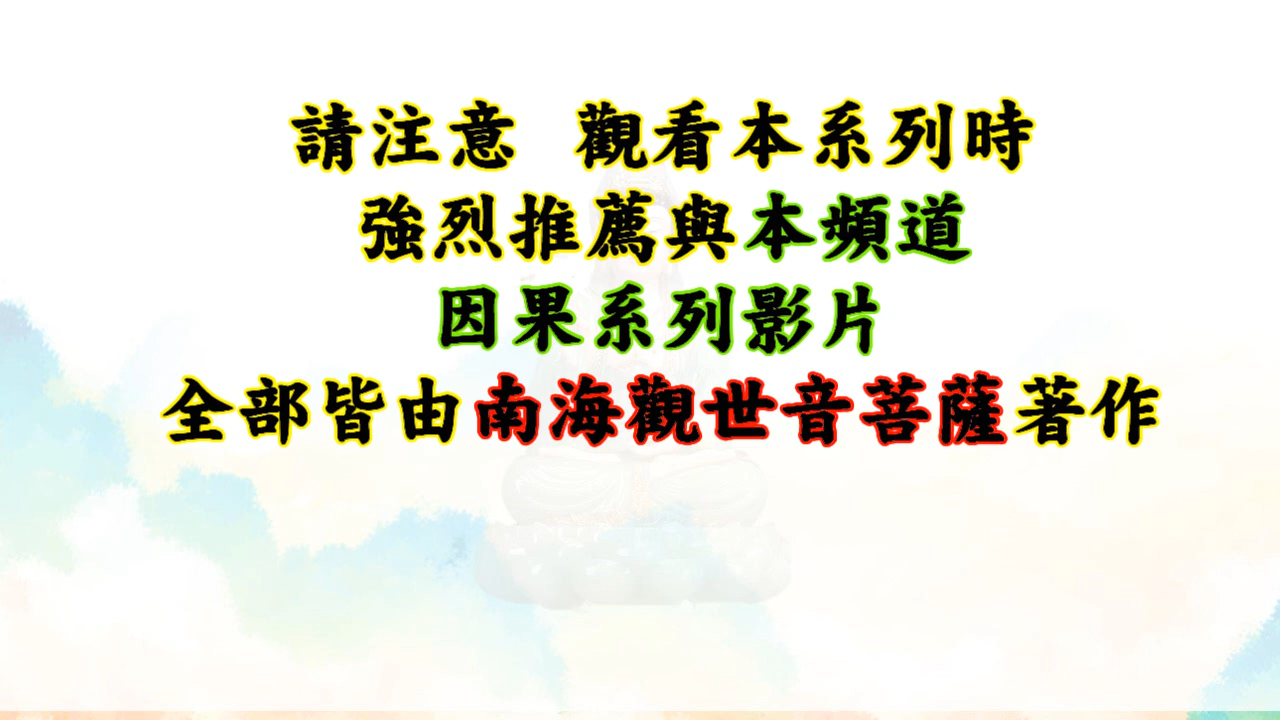 請注意 觀看本系列時
強烈推薦與本頻道
因果系列影片
全部皆由南海觀世音菩薩著作